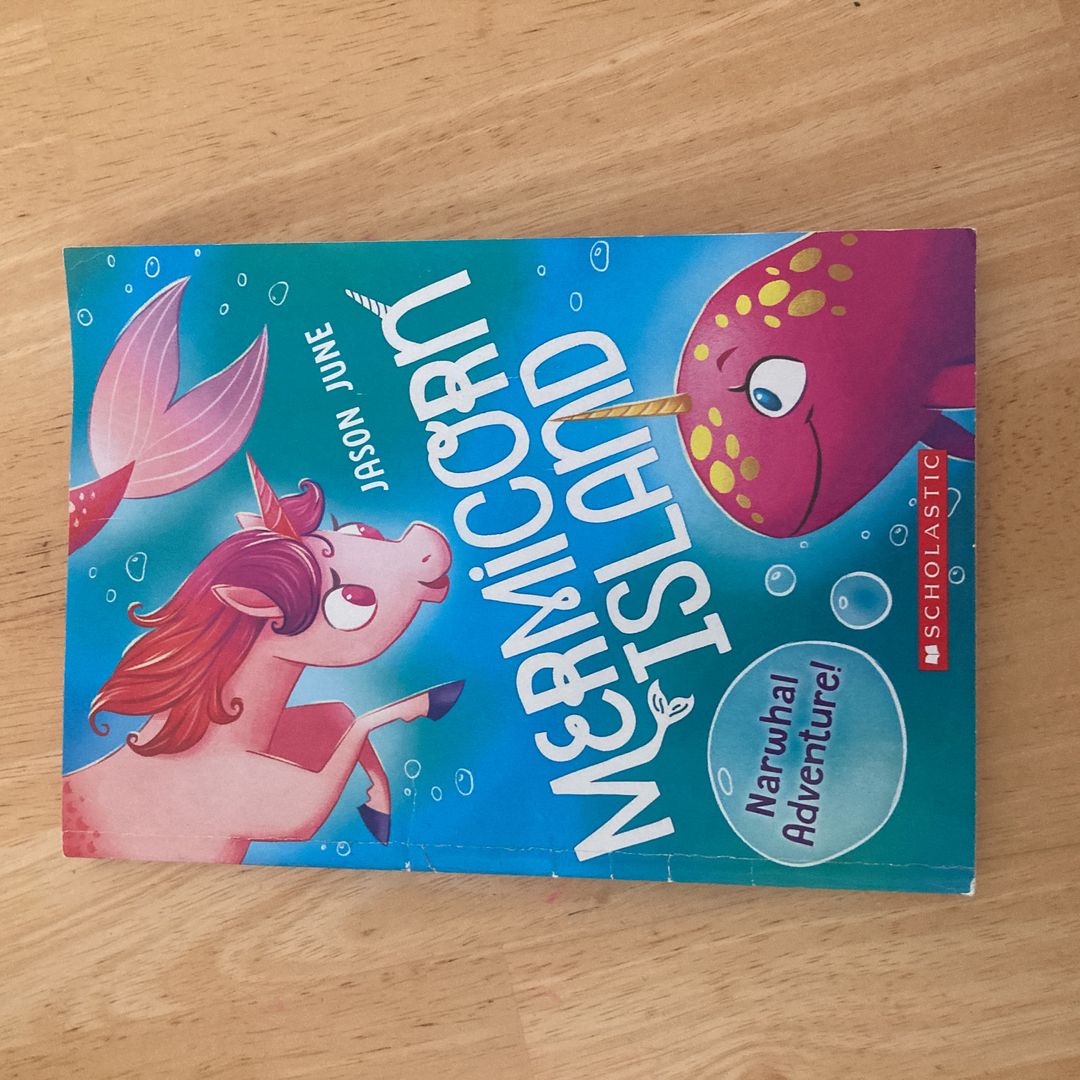 JASON JUNE
MERMICORN
ISLAND
Narwhal
Adventure!
SCHOLASTIC